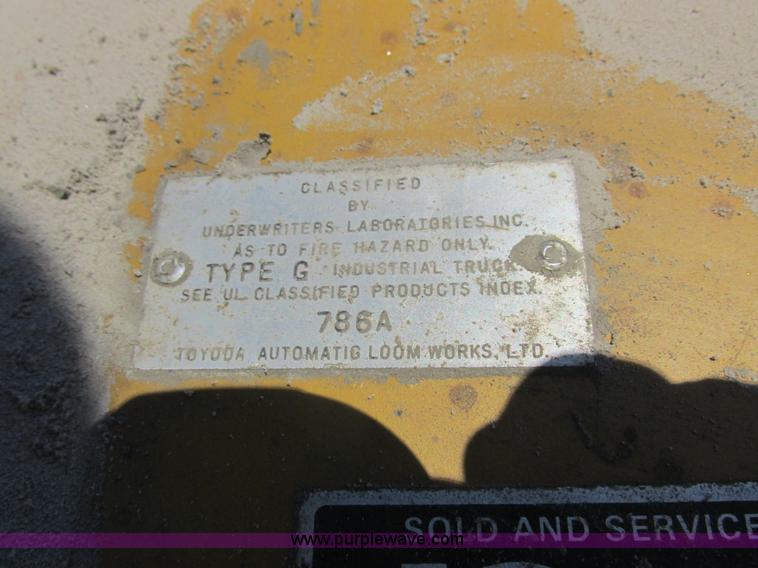 CLASSIFIED
BY
UNDERWRITERS LABORATORIES INC.
AS TO FIRE HAZARD ONLY.
TYPE G INDUSTRIAL TRUCK
SEE UL CLASSIFIED PRODUCTS INDEX.
786A
TOYODA AUTOMATIC LOOM WORKS, LTD.
SOLD AND SERVICE
www.purplewave.com